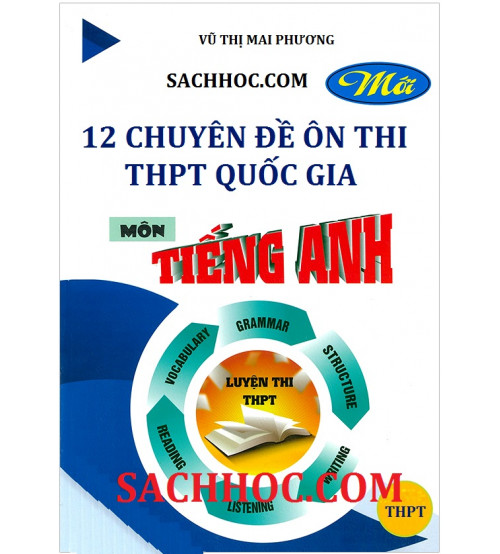 VŨ THỊ MAI PHƯƠNG
SACHHOC.COM
Mới
12 CHUYÊN ĐỀ ÔN THI
THPT QUỐC GIA
MÔN
TIẾNG ANH
GRAMMAR
VOCABULARY
STRUCTURE
LUYỆN THI
THPT
READING
WRITING
LISTENING
SACHHOC.COM
THPT